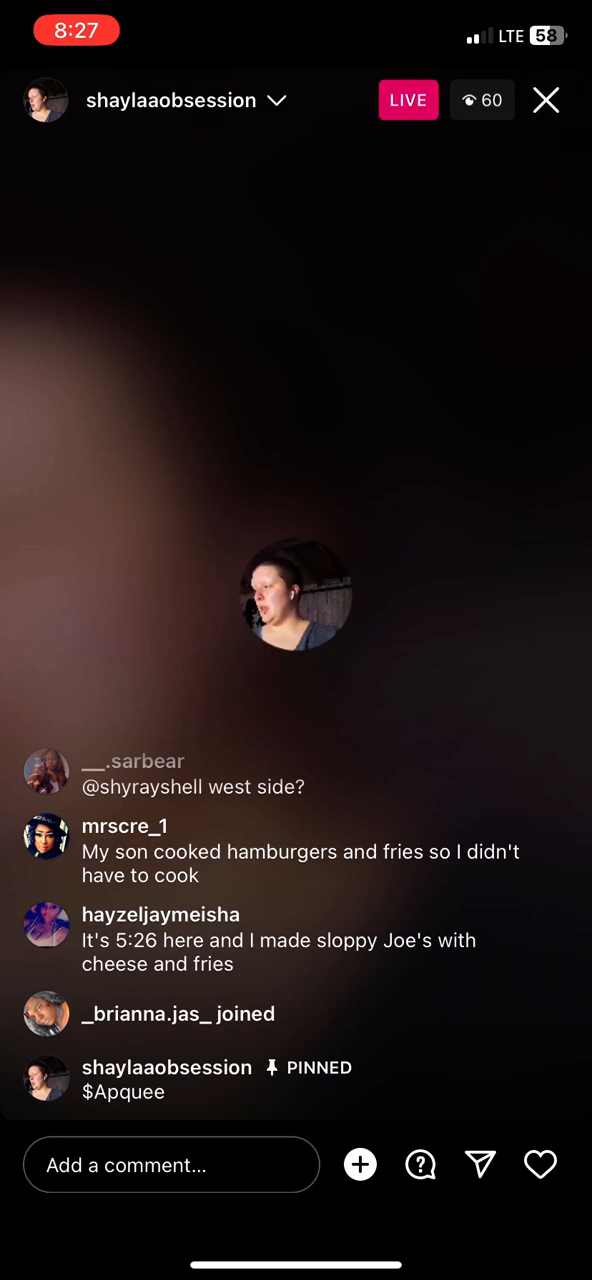 8:27
LTE 58
shaylaaobsession
LIVE
60
__.sarbear
@shyrayshell west side?
mrscre_1
My son cooked hamburgers and fries so I didn't
have to cook
hayzeljaymeisha
It's 5:26 here and I made sloppy Joe's with
cheese and fries
_brianna.jas_ joined
shaylaaobsession PINNED
$Apquee
Add a comment...